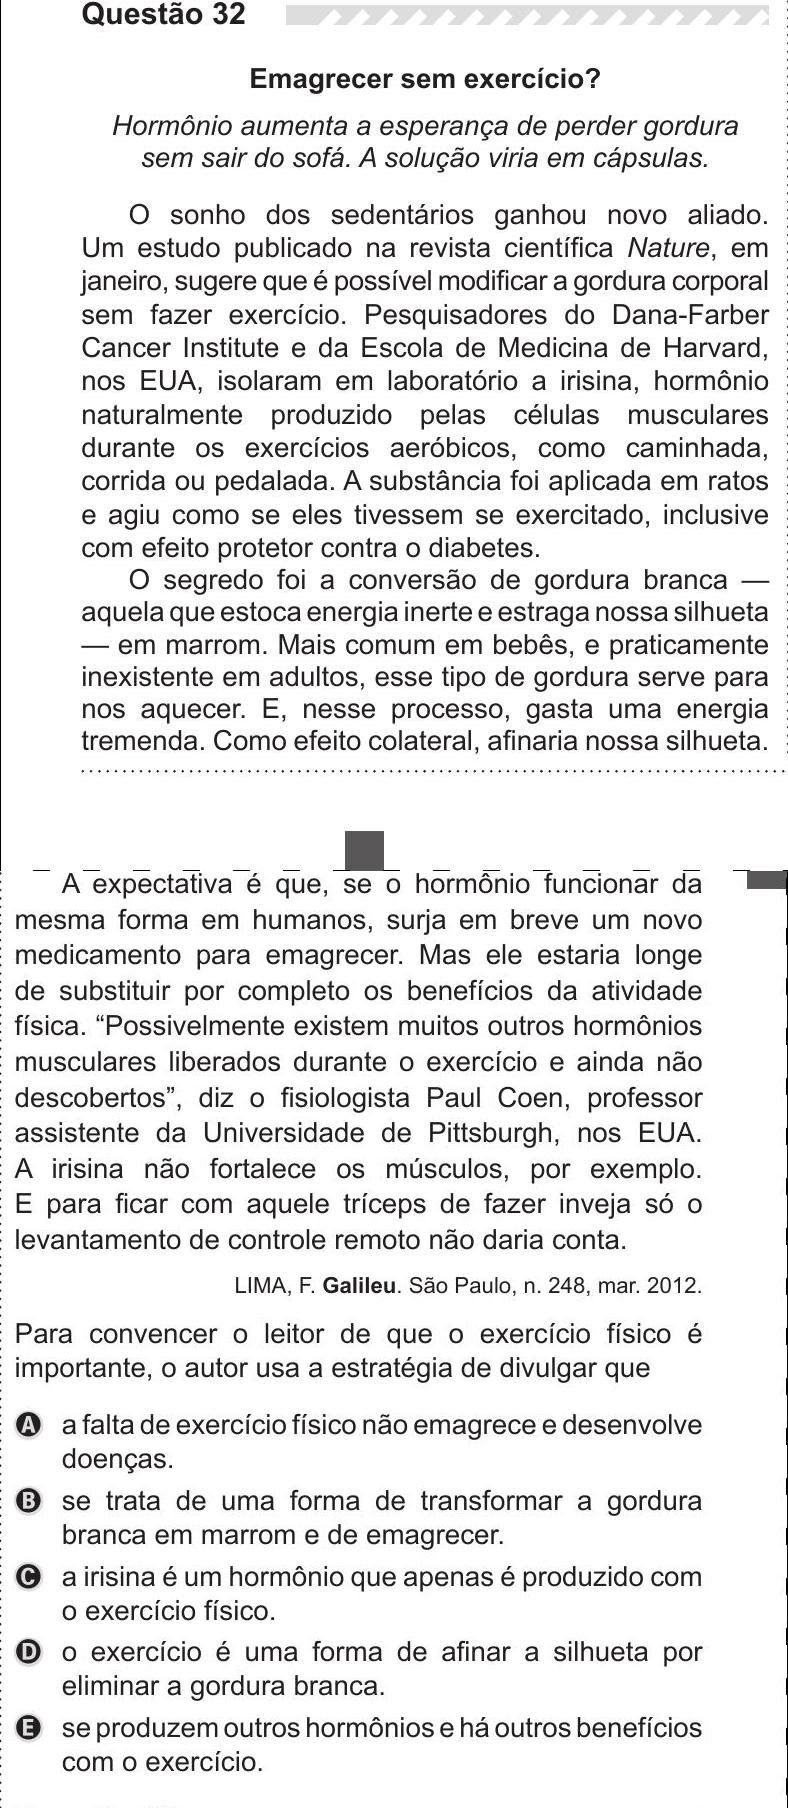 Questão 32
Emagrecer sem exercício?
Hormônio aumenta a esperança de perder gordura
sem sair do sofá. A solução viria em cápsulas.
O sonho dos sedentários ganhou novo aliado.
Um estudo publicado na revista científica Nature, em
janeiro, sugere que é possível modificar a gordura corporal
sem fazer exercício. Pesquisadores do Dana-Farber
Cancer Institute e da Escola de Medicina de Harvard,
nos EUA, isolaram em laboratório a irisina, hormônio
naturalmente produzido pelas células musculares
durante os exercícios aeróbicos, como caminhada,
corrida ou pedalada. A substância foi aplicada em ratos
e agiu como se eles tivessem se exercitado, inclusive
com efeito protetor contra o diabetes.
O segredo foi a conversão de gordura branca —
aquela que estoca energia inerte e estraga nossa silhueta
— em marrom. Mais comum em bebês, e praticamente
inexistente em adultos, esse tipo de gordura serve para
nos aquecer. E, nesse processo, gasta uma energia
tremenda. Como efeito colateral, afinaria nossa silhueta.
A expectativa é que, se o hormônio funcionar da
mesma forma em humanos, surja em breve um novo
medicamento para emagrecer. Mas ele estaria longe
de substituir por completo os benefícios da atividade
física. “Possivelmente existem muitos outros hormônios
musculares liberados durante o exercício e ainda não
descobertos”, diz o fisiologista Paul Coen, professor
assistente da Universidade de Pittsburgh, nos EUA.
A irisina não fortalece os músculos, por exemplo.
E para ficar com aquele tríceps de fazer inveja só o
levantamento de controle remoto não daria conta.
LIMA, F. Galileu. São Paulo, n. 248, mar. 2012.
Para convencer o leitor de que o exercício físico é
importante, o autor usa a estratégia de divulgar que
A a falta de exercício físico não emagrece e desenvolve
doenças.
B se trata de uma forma de transformar a gordura
branca em marrom e de emagrecer.
C a irisina é um hormônio que apenas é produzido com
o exercício físico.
D o exercício é uma forma de afinar a silhueta por
eliminar a gordura branca.
E se produzem outros hormônios e há outros benefícios
com o exercício.